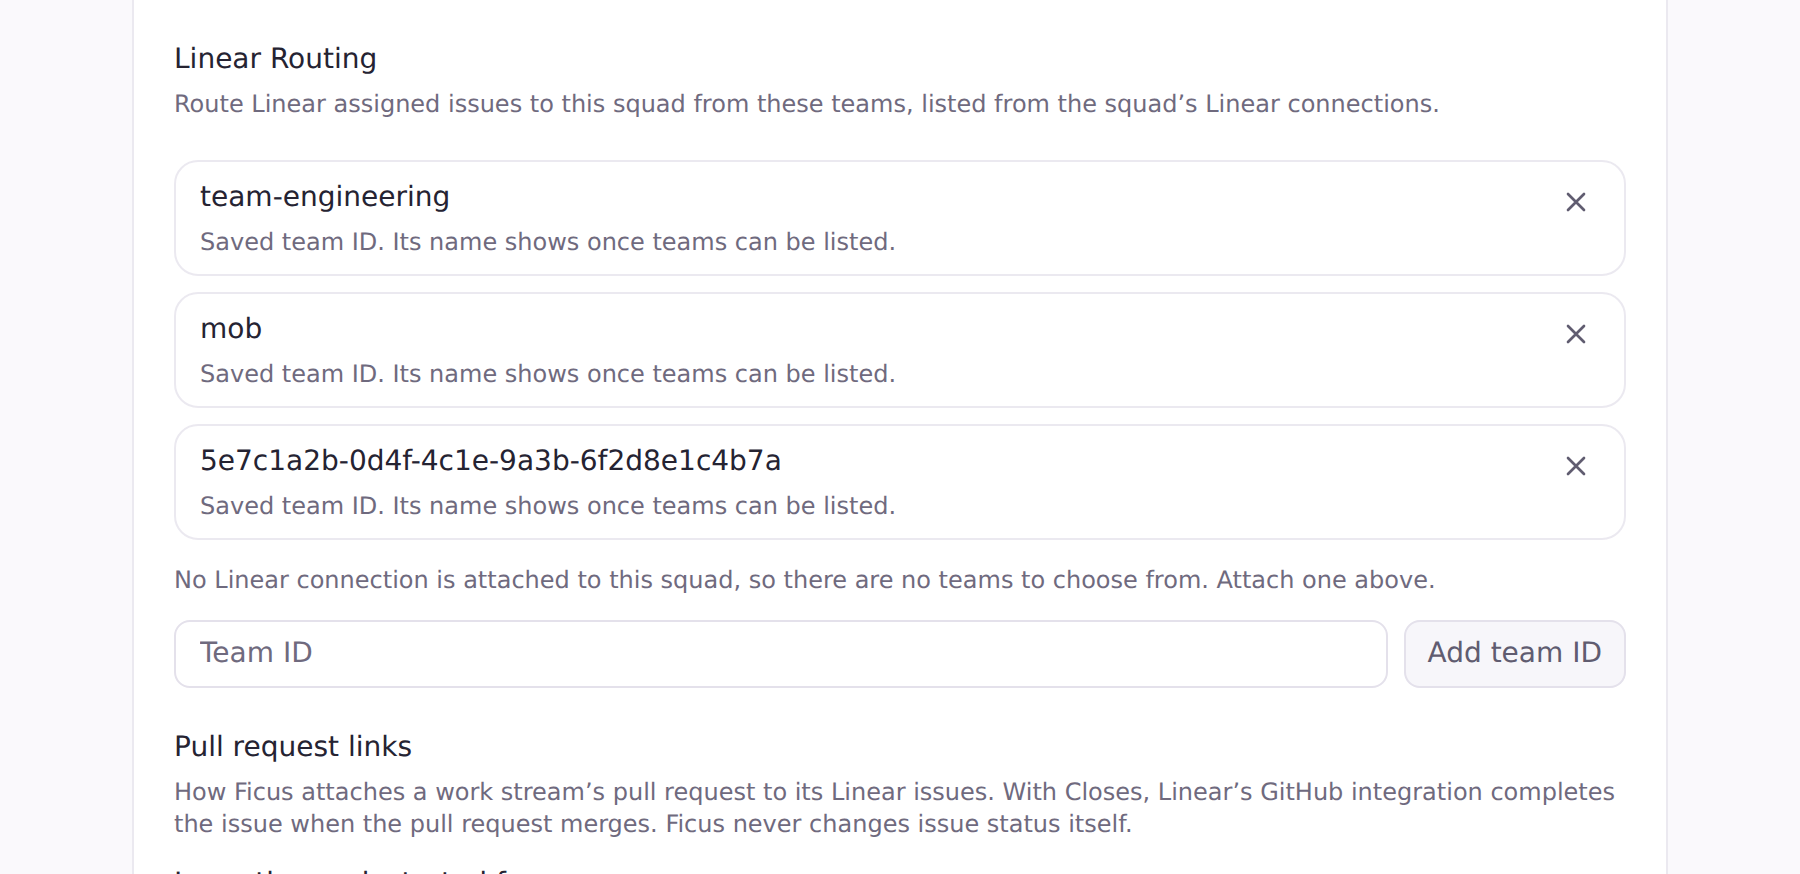 Linear Routing
Route Linear assigned issues to this squad from these teams, listed from the squad’s Linear connections.
team-engineering
Saved team ID. Its name shows once teams can be listed.
mob
Saved team ID. Its name shows once teams can be listed.
5e7c1a2b-0d4f-4c1e-9a3b-6f2d8e1c4b7a
Saved team ID. Its name shows once teams can be listed.
No Linear connection is attached to this squad, so there are no teams to choose from. Attach one above.
Team ID
Add team ID
Pull request links
How Ficus attaches a work stream’s pull request to its Linear issues. With Closes, Linear’s GitHub integration completes
the issue when the pull request merges. Ficus never changes issue status itself.